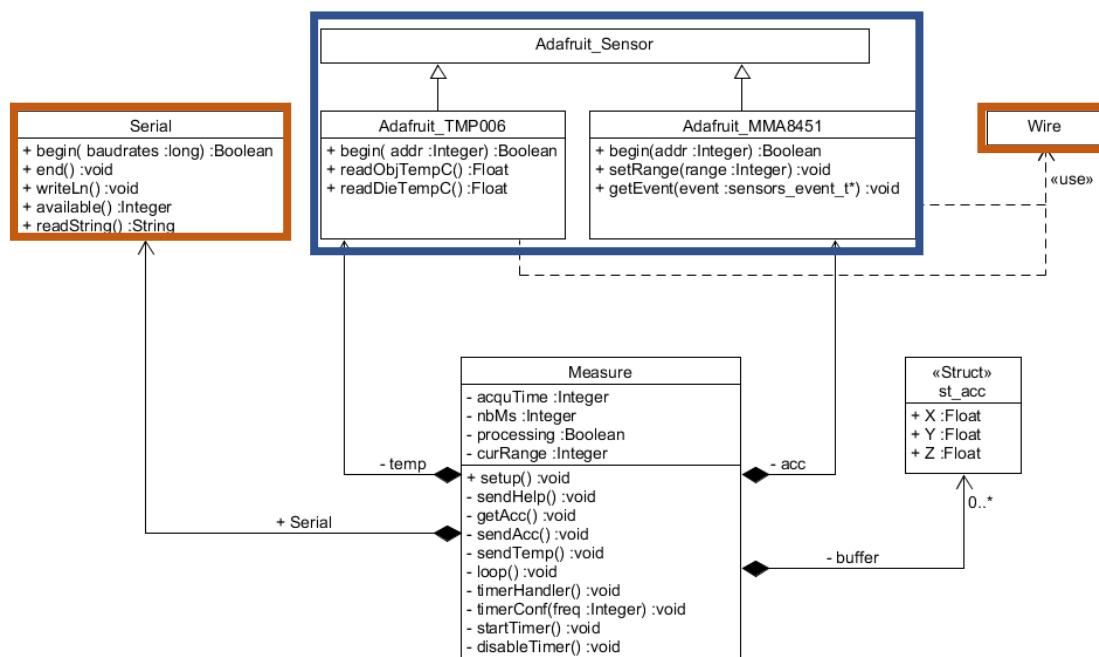 Adafruit_Sensor
Serial
+ begin( baudrates :long) :Boolean
+ end() :void
+ writeLn() :void
+ available() :Integer
+ readString() :String
Adafruit_TMP006
+ begin( addr :Integer) :Boolean
+ readObjTempC() :Float
+ readDieTempC() :Float
Adafruit_MMA8451
+ begin(addr :Integer) :Boolean
+ setRange(range :Integer) :void
+ getEvent(event :sensors_event_t*) :void
Wire
«use»
Measure
- acquTime :Integer
- nbMs :Integer
- processing :Boolean
- curRange :Integer
+ setup() :void
- sendHelp() :void
- getAcc() :void
- sendAcc() :void
- sendTemp() :void
- loop() :void
- timerHandler() :void
- timerConf(freq :Integer) :void
- startTimer() :void
- disableTimer() :void
«Struct»
st_acc
+ X :Float
+ Y :Float
+ Z :Float
- temp
- acc
+ Serial
0..*
- buffer